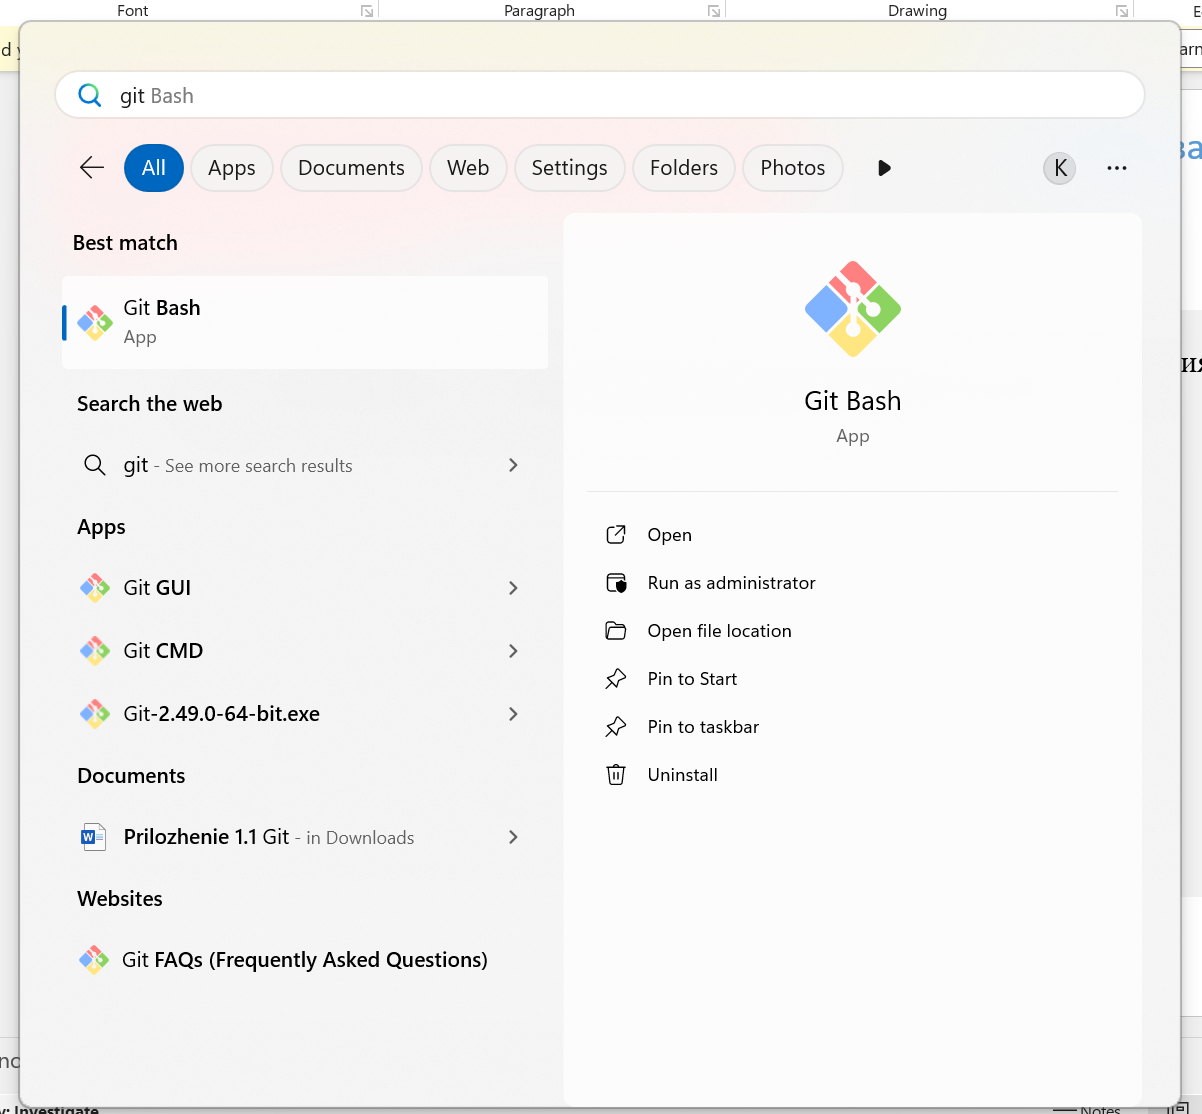 Font
Paragraph
Drawing
git Bash
All
Apps
Documents
Web
Settings
Folders
Photos
K
Best match
Git Bash
App
Search the web
git - See more search results
Apps
Git GUI
Git CMD
Git-2.49.0-64-bit.exe
Documents
Prilozhenie 1.1 Git - in Downloads
Websites
Git FAQs (Frequently Asked Questions)
Git Bash
App
Open
Run as administrator
Open file location
Pin to Start
Pin to taskbar
Uninstall
Investigate
Notes